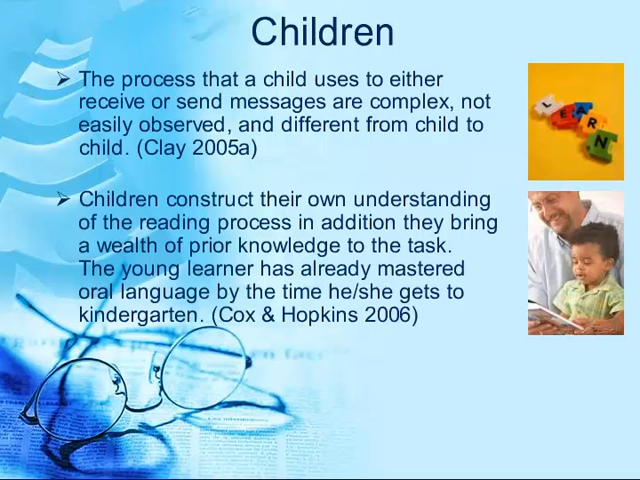 Children
The process that a child uses to either
receive or send messages are complex, not
easily observed, and different from child to
child. (Clay 2005a)
Children construct their own understanding
of the reading process in addition they bring
a wealth of prior knowledge to the task.
The young learner has already mastered
oral language by the time he/she gets to
kindergarten. (Cox & Hopkins 2006)
LEARN